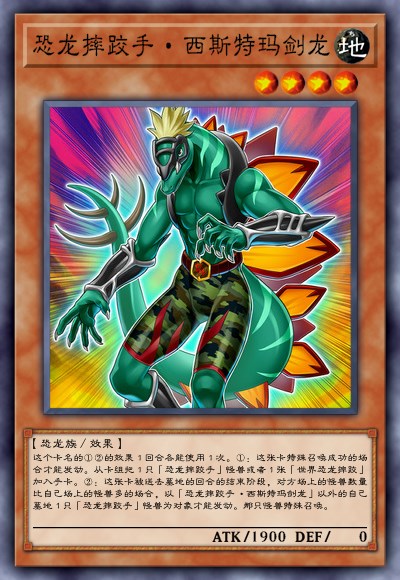 恐龙摔跤手・西斯特玛剑龙 地
【恐龙族/效果】
这个卡名的①②的效果1回合各能使用1次。①：这张卡特殊召唤成功的场
合才能发动。从卡组把1只「恐龙摔跤手」怪兽或者1张「世界恐龙摔跤」
加入手卡。②：这张卡被送去墓地的回合的结束阶段，对方场上的怪兽数量
比自己场上的怪兽多的场合，以「恐龙摔跤手・西斯特玛剑龙」以外的自己
墓地1只「恐龙摔跤手」怪兽为对象才能发动。那只怪兽特殊召唤。
ATK/1900 DEF/ 0